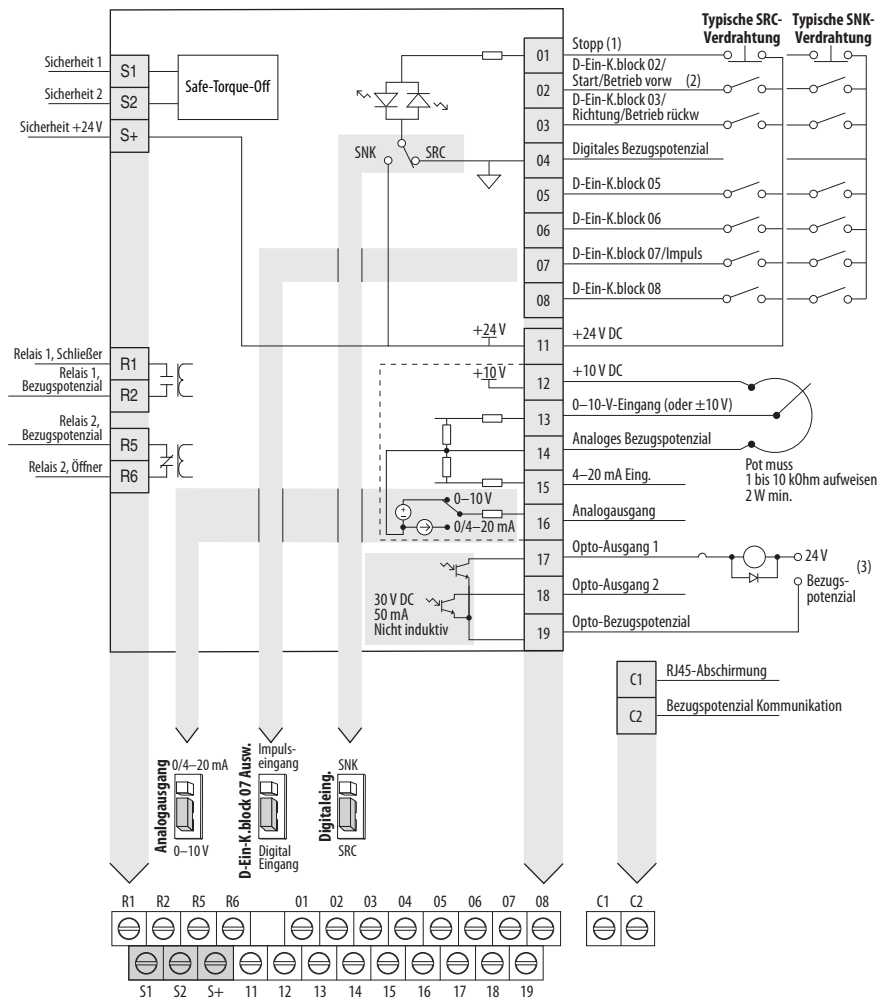 Typische SRC-Verdrahtung
Typische SNK-Verdrahtung
Sicherheit 1
S1
Sicherheit 2
S2
Sicherheit +24 V
S+
Safe-Torque-Off
SNK
SRC
01
Stopp (1)
02
D-Ein-K.block 02/
Start/Betrieb vorw (2)
03
D-Ein-K.block 03/
Richtung/Betrieb rückw
04
Digitales Bezugspotenzial
05
D-Ein-K.block 05
06
D-Ein-K.block 06
07
D-Ein-K.block 07/Impuls
08
D-Ein-K.block 08
+24 V
11
+24 V DC
+10 V
12
+10 V DC
13
0–10-V-Eingang (oder ±10 V)
14
Analoges Bezugspotenzial
15
4–20 mA Eing.
16
Analogausgang
17
Opto-Ausgang 1
18
Opto-Ausgang 2
19
Opto-Bezugspotenzial
Pot muss
1 bis 10 kOhm aufweisen
2 W min.
24 V
(3)
Bezugs-
potenzial
Relais 1, Schließer
R1
Relais 1,
Bezugspotenzial
R2
Relais 2,
Bezugspotenzial
R5
Relais 2, Öffner
R6
0–10 V
0/4–20 mA
30 V DC
50 mA
Nicht induktiv
C1
RJ45-Abschirmung
C2
Bezugspotenzial Kommunikation
Analogausgang
0/4–20 mA
0–10 V
D-Ein-K.block 07 Ausw.
Impuls-
eingang
Digital
Eingang
Digitaleing.
SNK
SRC
R1 R2 R5 R6 01 02 03 04 05 06 07 08
C1 C2
S1 S2 S+ 11 12 13 14 15 16 17 18 19